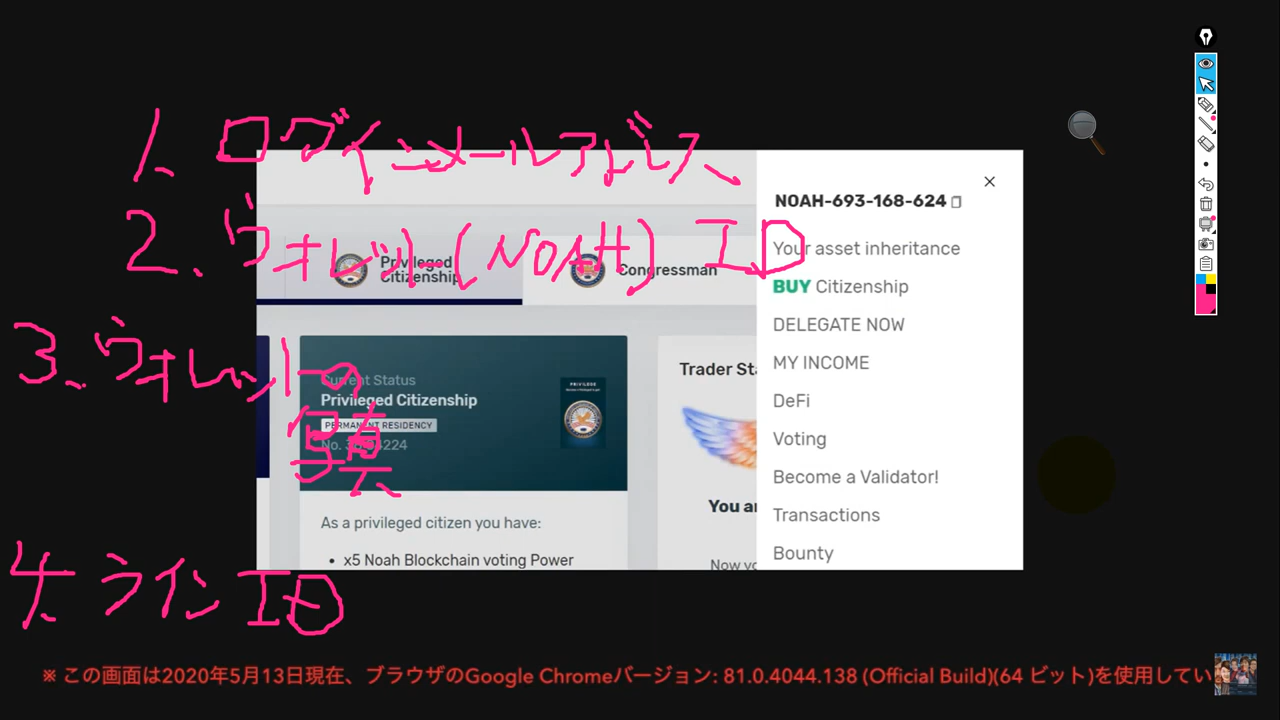 1. ログインメールアドレス
NOAH-693-168-624
2. ウォレット(NOAH) ID
Your asset inheritance
Privileged Citizenship
Congressman
BUY Citizenship
DELEGATE NOW
3. ウォレットの
写真
MY INCOME
Current Status
Trader Sta
Privileged Citizenship
DeFi
PERMANENT RESIDENCY
Voting
Become a Validator!
You ar
Transactions
As a privileged citizen you have:
Bounty
x5 Noah Blockchain voting Power
Now yo
4. ライン ID
※ この画面は2020年5月13日現在、ブラウザのGoogle Chromeバージョン: 81.0.4044.138 (Official Build)(64 ビット)を使用してい